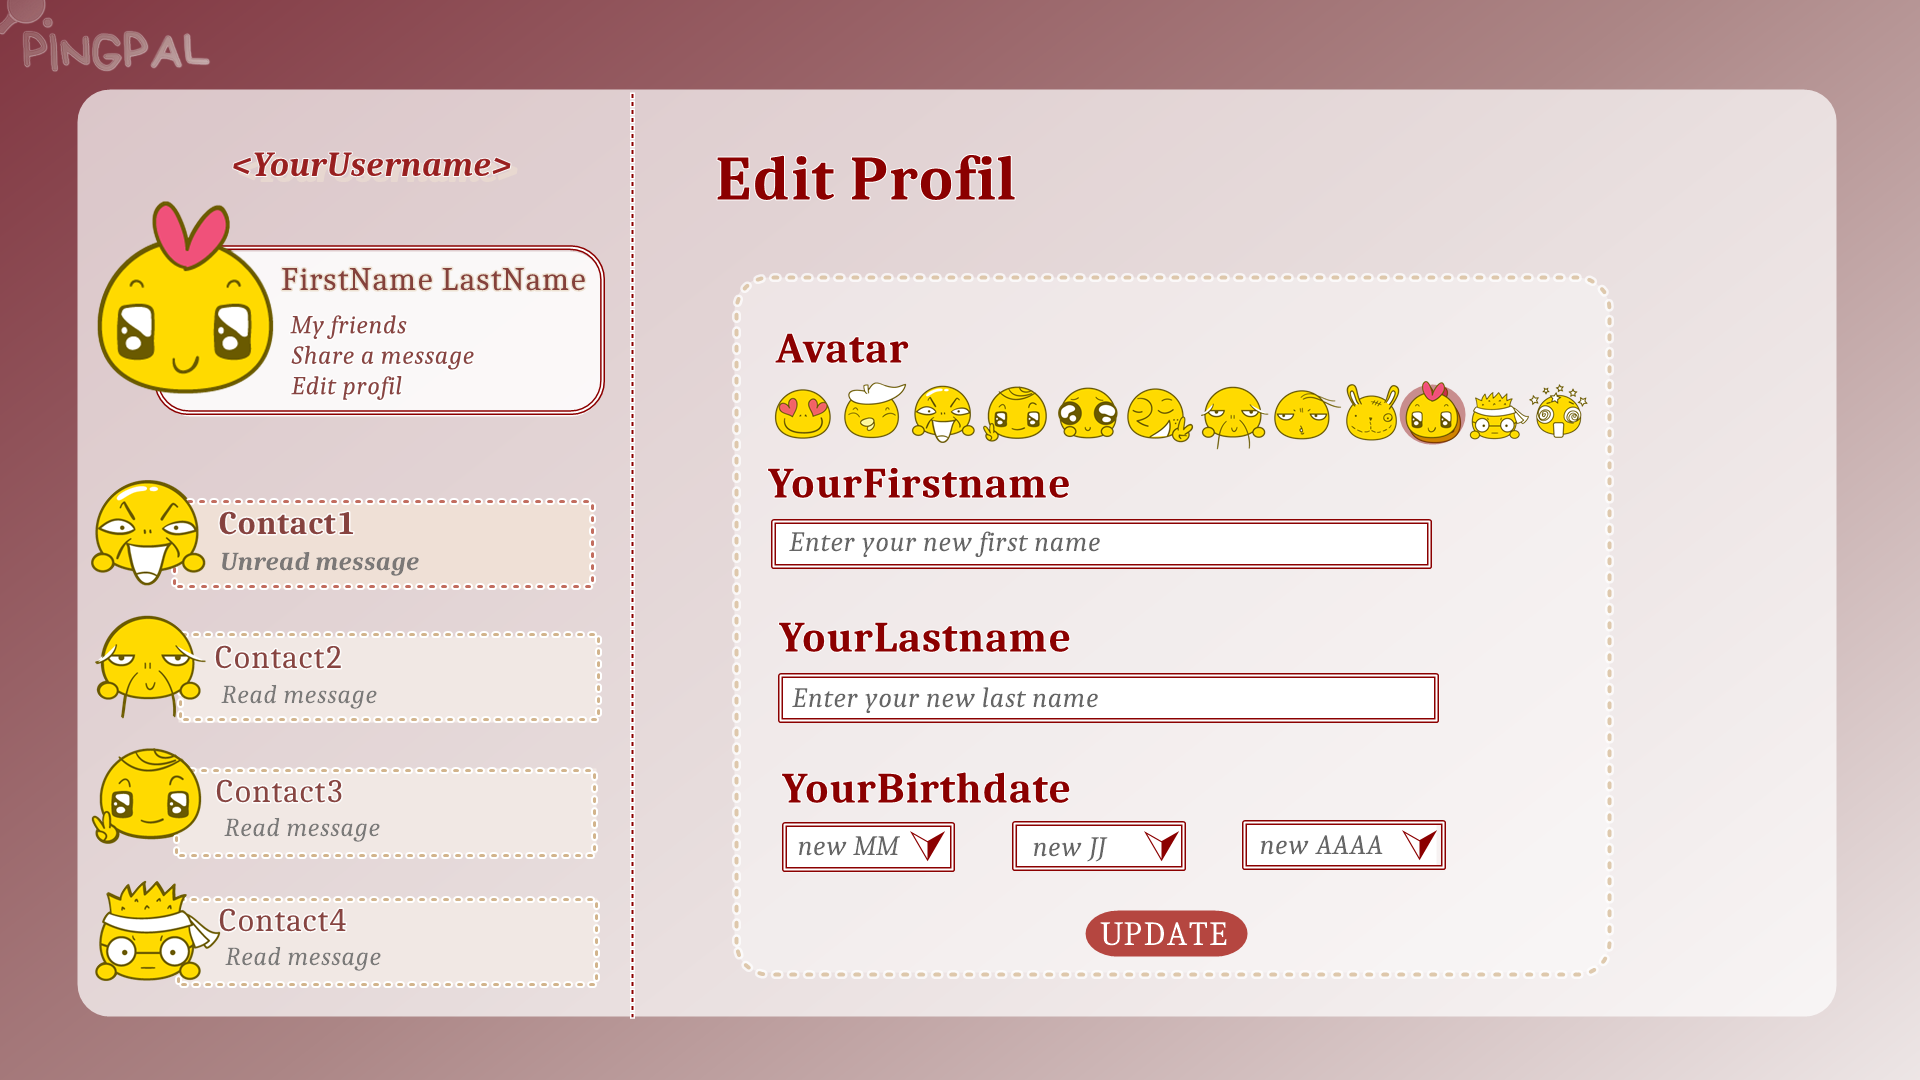 PINGPAL
<YourUsername>
FirstName LastName
My friends
Share a message
Edit profil
Contact1
Unread message
Contact2
Read message
Contact3
Read message
Contact4
Read message
Edit Profil
Avatar
YourFirstname
Enter your new first name
YourLastname
Enter your new last name
YourBirthdate
new MM
new JJ
new AAAA
UPDATE